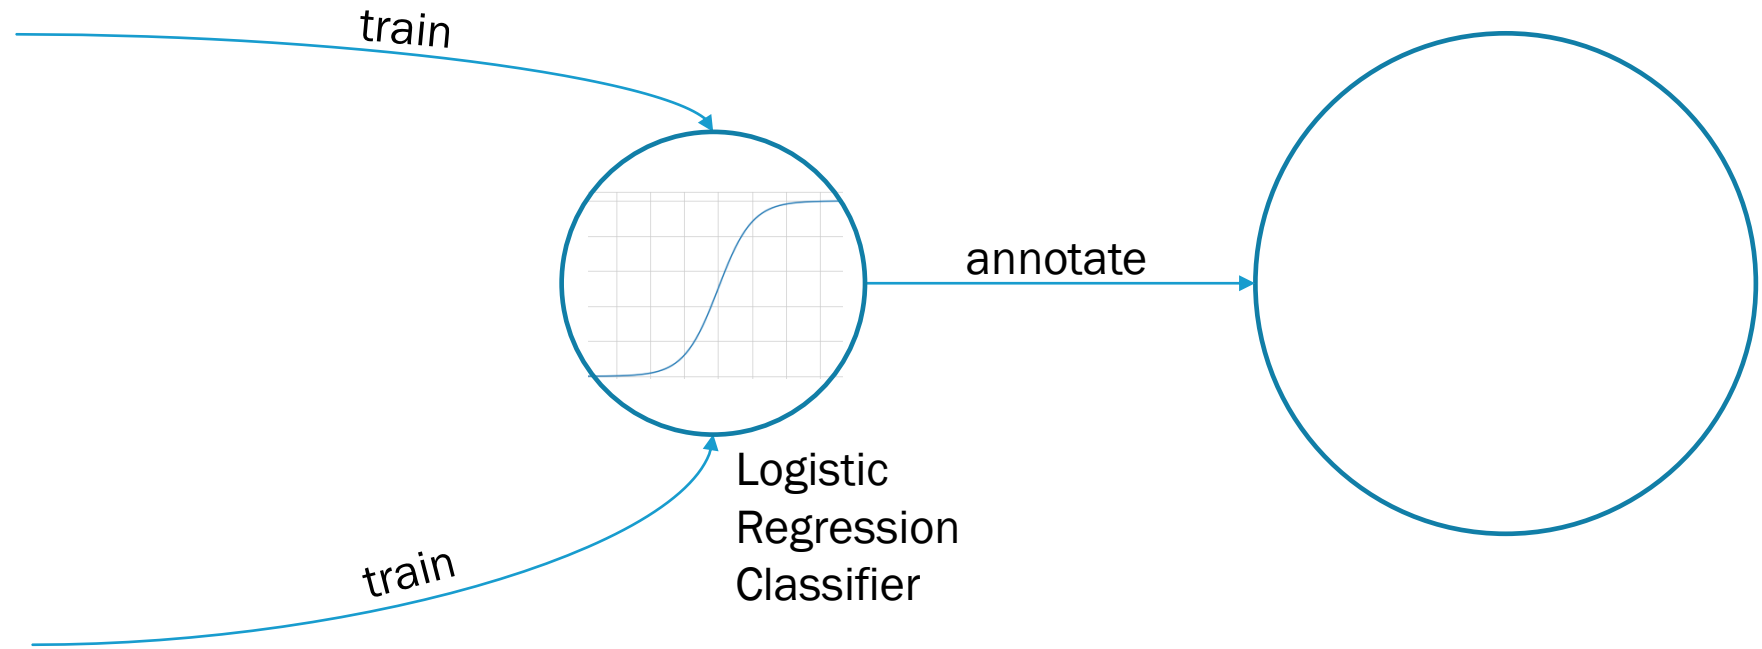 train
annotate
Logistic
Regression
Classifier
train